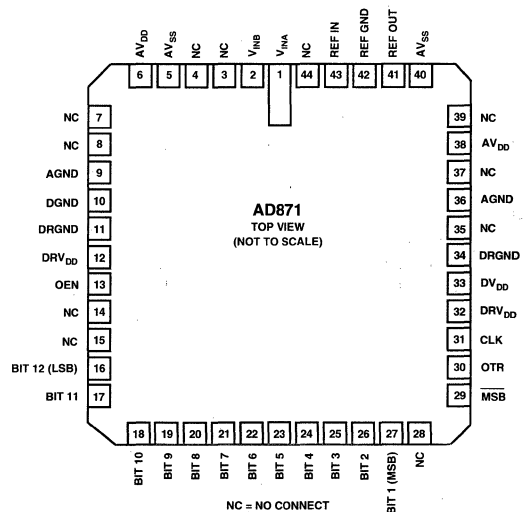 AVDD AVSS NC NC VINB VINA NC REF IN REF GND REF OUT AVSS
6 5 4 3 2 1 44 43 42 41 40
NC 7
NC 8
AGND 9
DGND 10
DRGND 11
DRVDD 12
OEN 13
NC 14
NC 15
BIT 12 (LSB) 16
BIT 11 17
AD871
TOP VIEW
(NOT TO SCALE)
39 NC
38 AVDD
37 NC
36 AGND
35 NC
34 DRGND
33 DVDD
32 DRVDD
31 CLK
30 OTR
29 MSB
18 19 20 21 22 23 24 25 26 27 28
BIT 10 BIT 9 BIT 8 BIT 7 BIT 6 BIT 5 BIT 4 BIT 3 BIT 2 BIT 1 (MSB) NC
NC = NO CONNECT